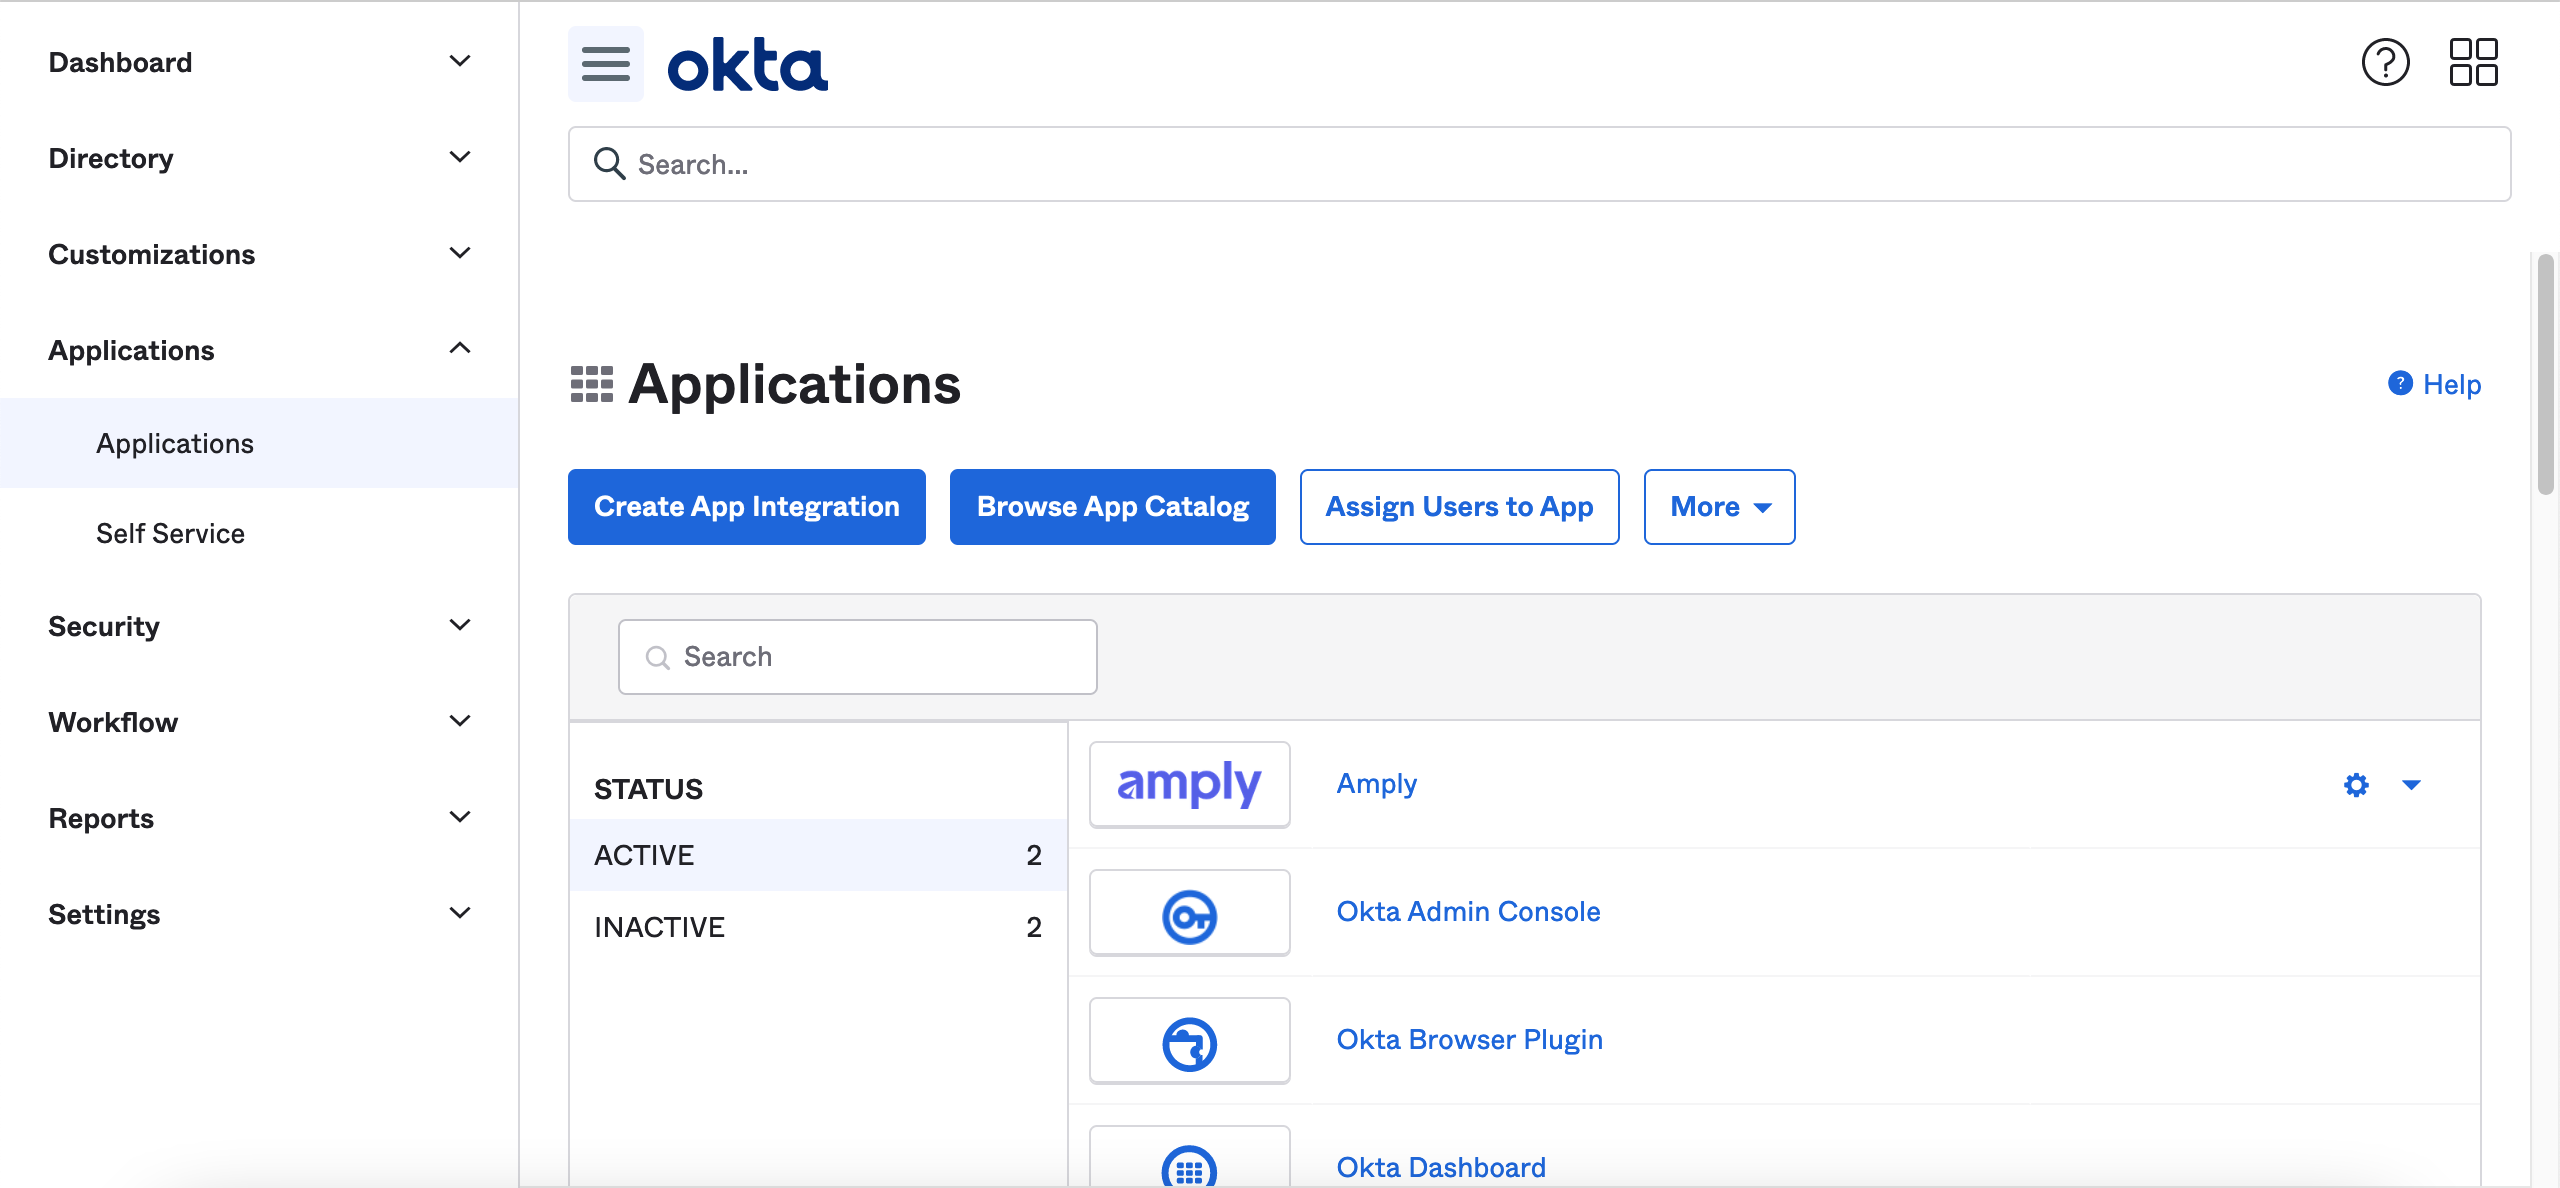 Dashboard
Directory
Customizations
Applications
Applications
Self Service
Security
Workflow
Reports
Settings
okta
Search...
Applications
Help
Create App Integration
Browse App Catalog
Assign Users to App
More
Search
STATUS
ACTIVE 2
INACTIVE 2
amply
Amply
Okta Admin Console
Okta Browser Plugin
Okta Dashboard